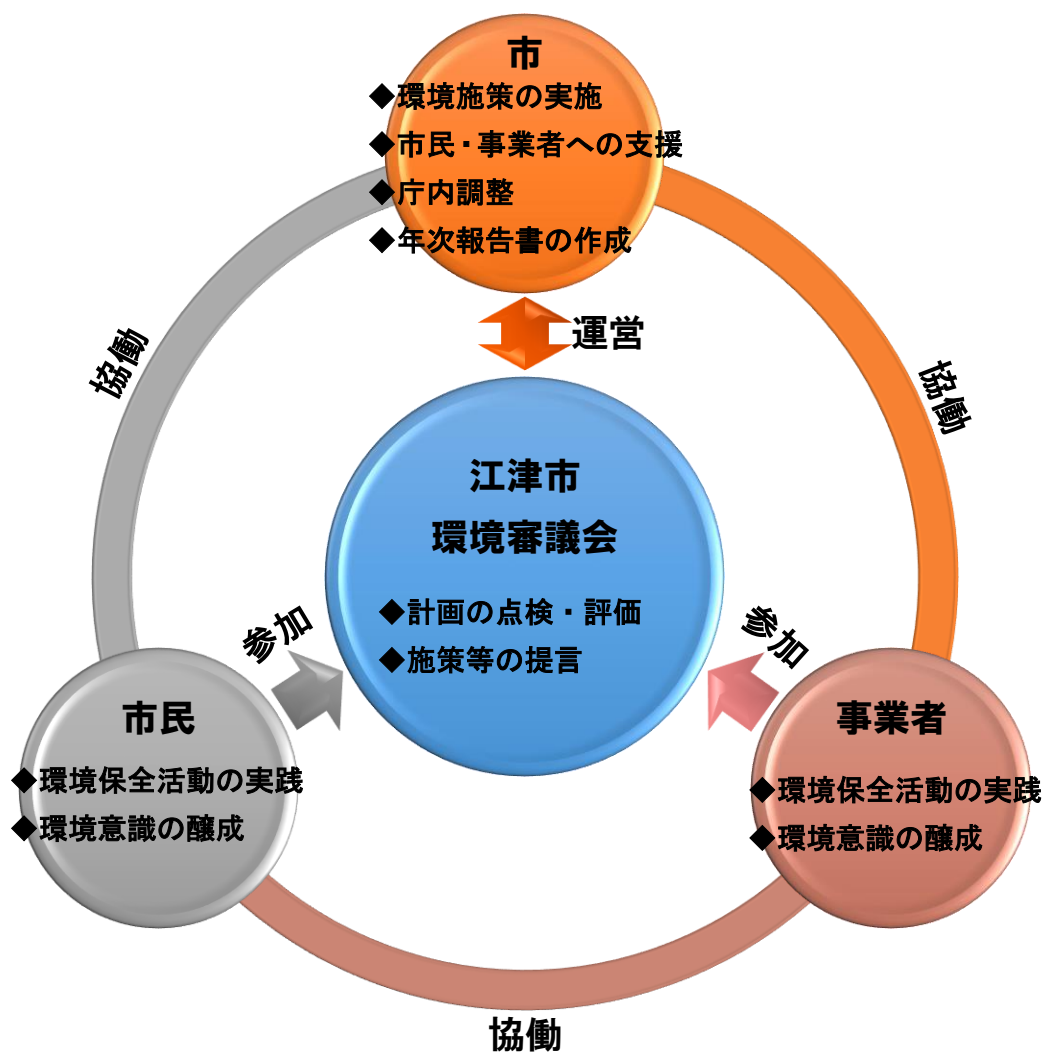 市
◆環境施策の実施
◆市民・事業者への支援
◆庁内調整
◆年次報告書の作成
運営
協働
協働
江津市
環境審議会
◆計画の点検・評価
◆施策等の提言
参加
参加
市民
◆環境保全活動の実践
◆環境意識の醸成
事業者
◆環境保全活動の実践
◆環境意識の醸成
協働